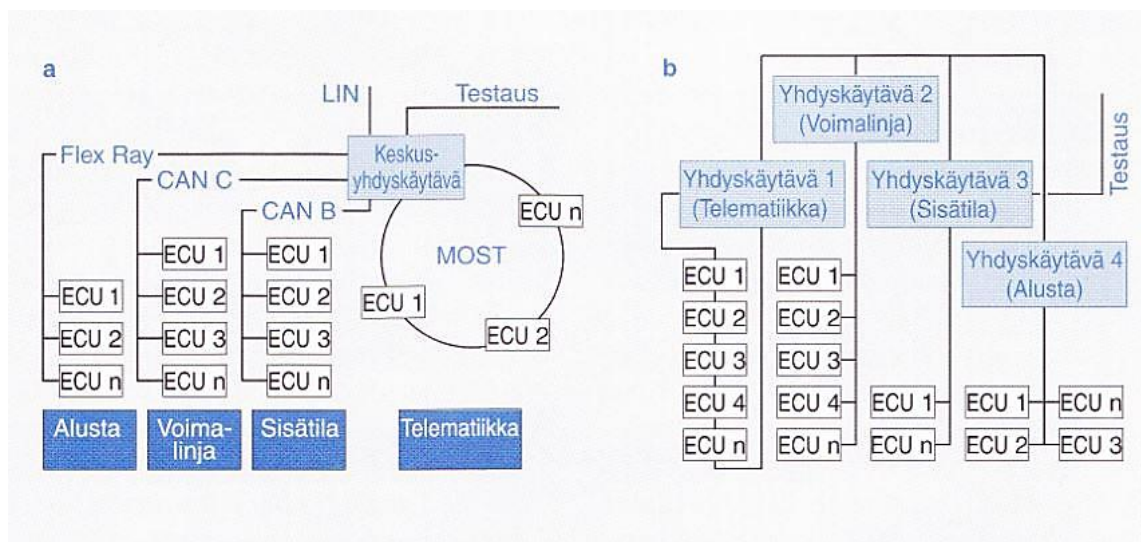 a
LIN
Testaus
Flex Ray
Keskus-
yhdyskäytävä
CAN C
CAN B
ECU n
MOST
ECU 1
ECU 2
ECU 1
ECU 2
ECU n
ECU 1
ECU 2
ECU 3
ECU n
ECU 1
ECU 2
ECU 3
ECU n
Alusta
Voima-
linja
Sisätila
Telematiikka
b
Yhdyskäytävä 2
(Voimalinja)
Yhdyskäytävä 1
(Telematiikka)
Yhdyskäytävä 3
(Sisätila)
Testaus
Yhdyskäytävä 4
(Alusta)
ECU 1
ECU 2
ECU 3
ECU 4
ECU n
ECU 1
ECU 2
ECU 3
ECU 4
ECU n
ECU 1
ECU n
ECU 1
ECU 2
ECU n
ECU 3